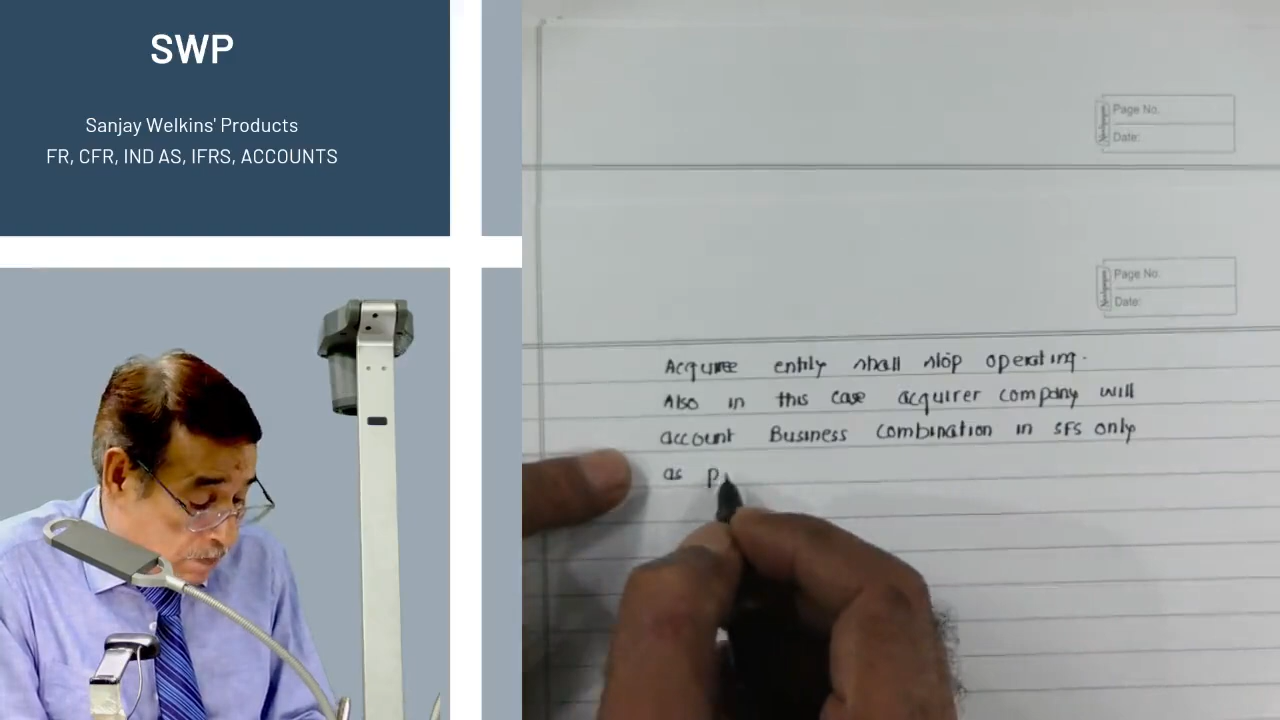 SWP
Sanjay Welkins' Products
FR, CFR, IND AS, IFRS, ACCOUNTS
Page No.
Date:
Page No.
Date:
Acquiree entity shall stop operating.
Also in this case acquirer company will
account Business Combination in SFS only
as p